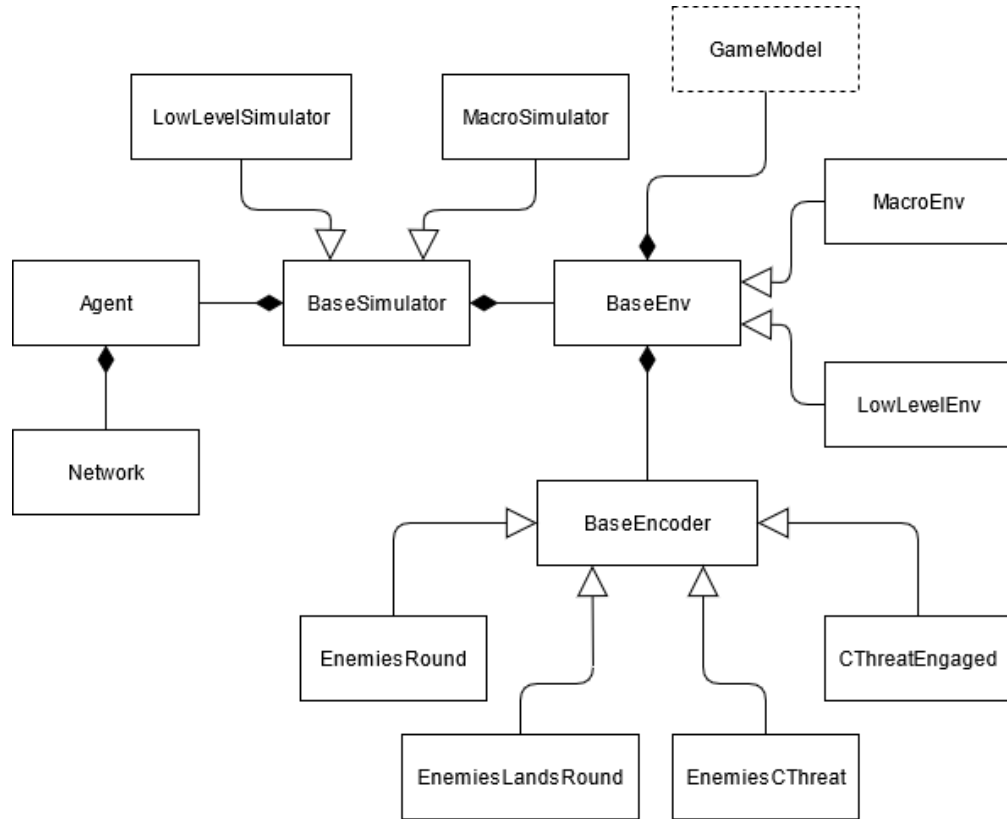 GameModel
LowLevelSimulator
MacroSimulator
MacroEnv
Agent
BaseSimulator
BaseEnv
LowLevelEnv
Network
BaseEncoder
EnemiesRound
CThreatEngaged
EnemiesLandsRound
EnemiesCThreat